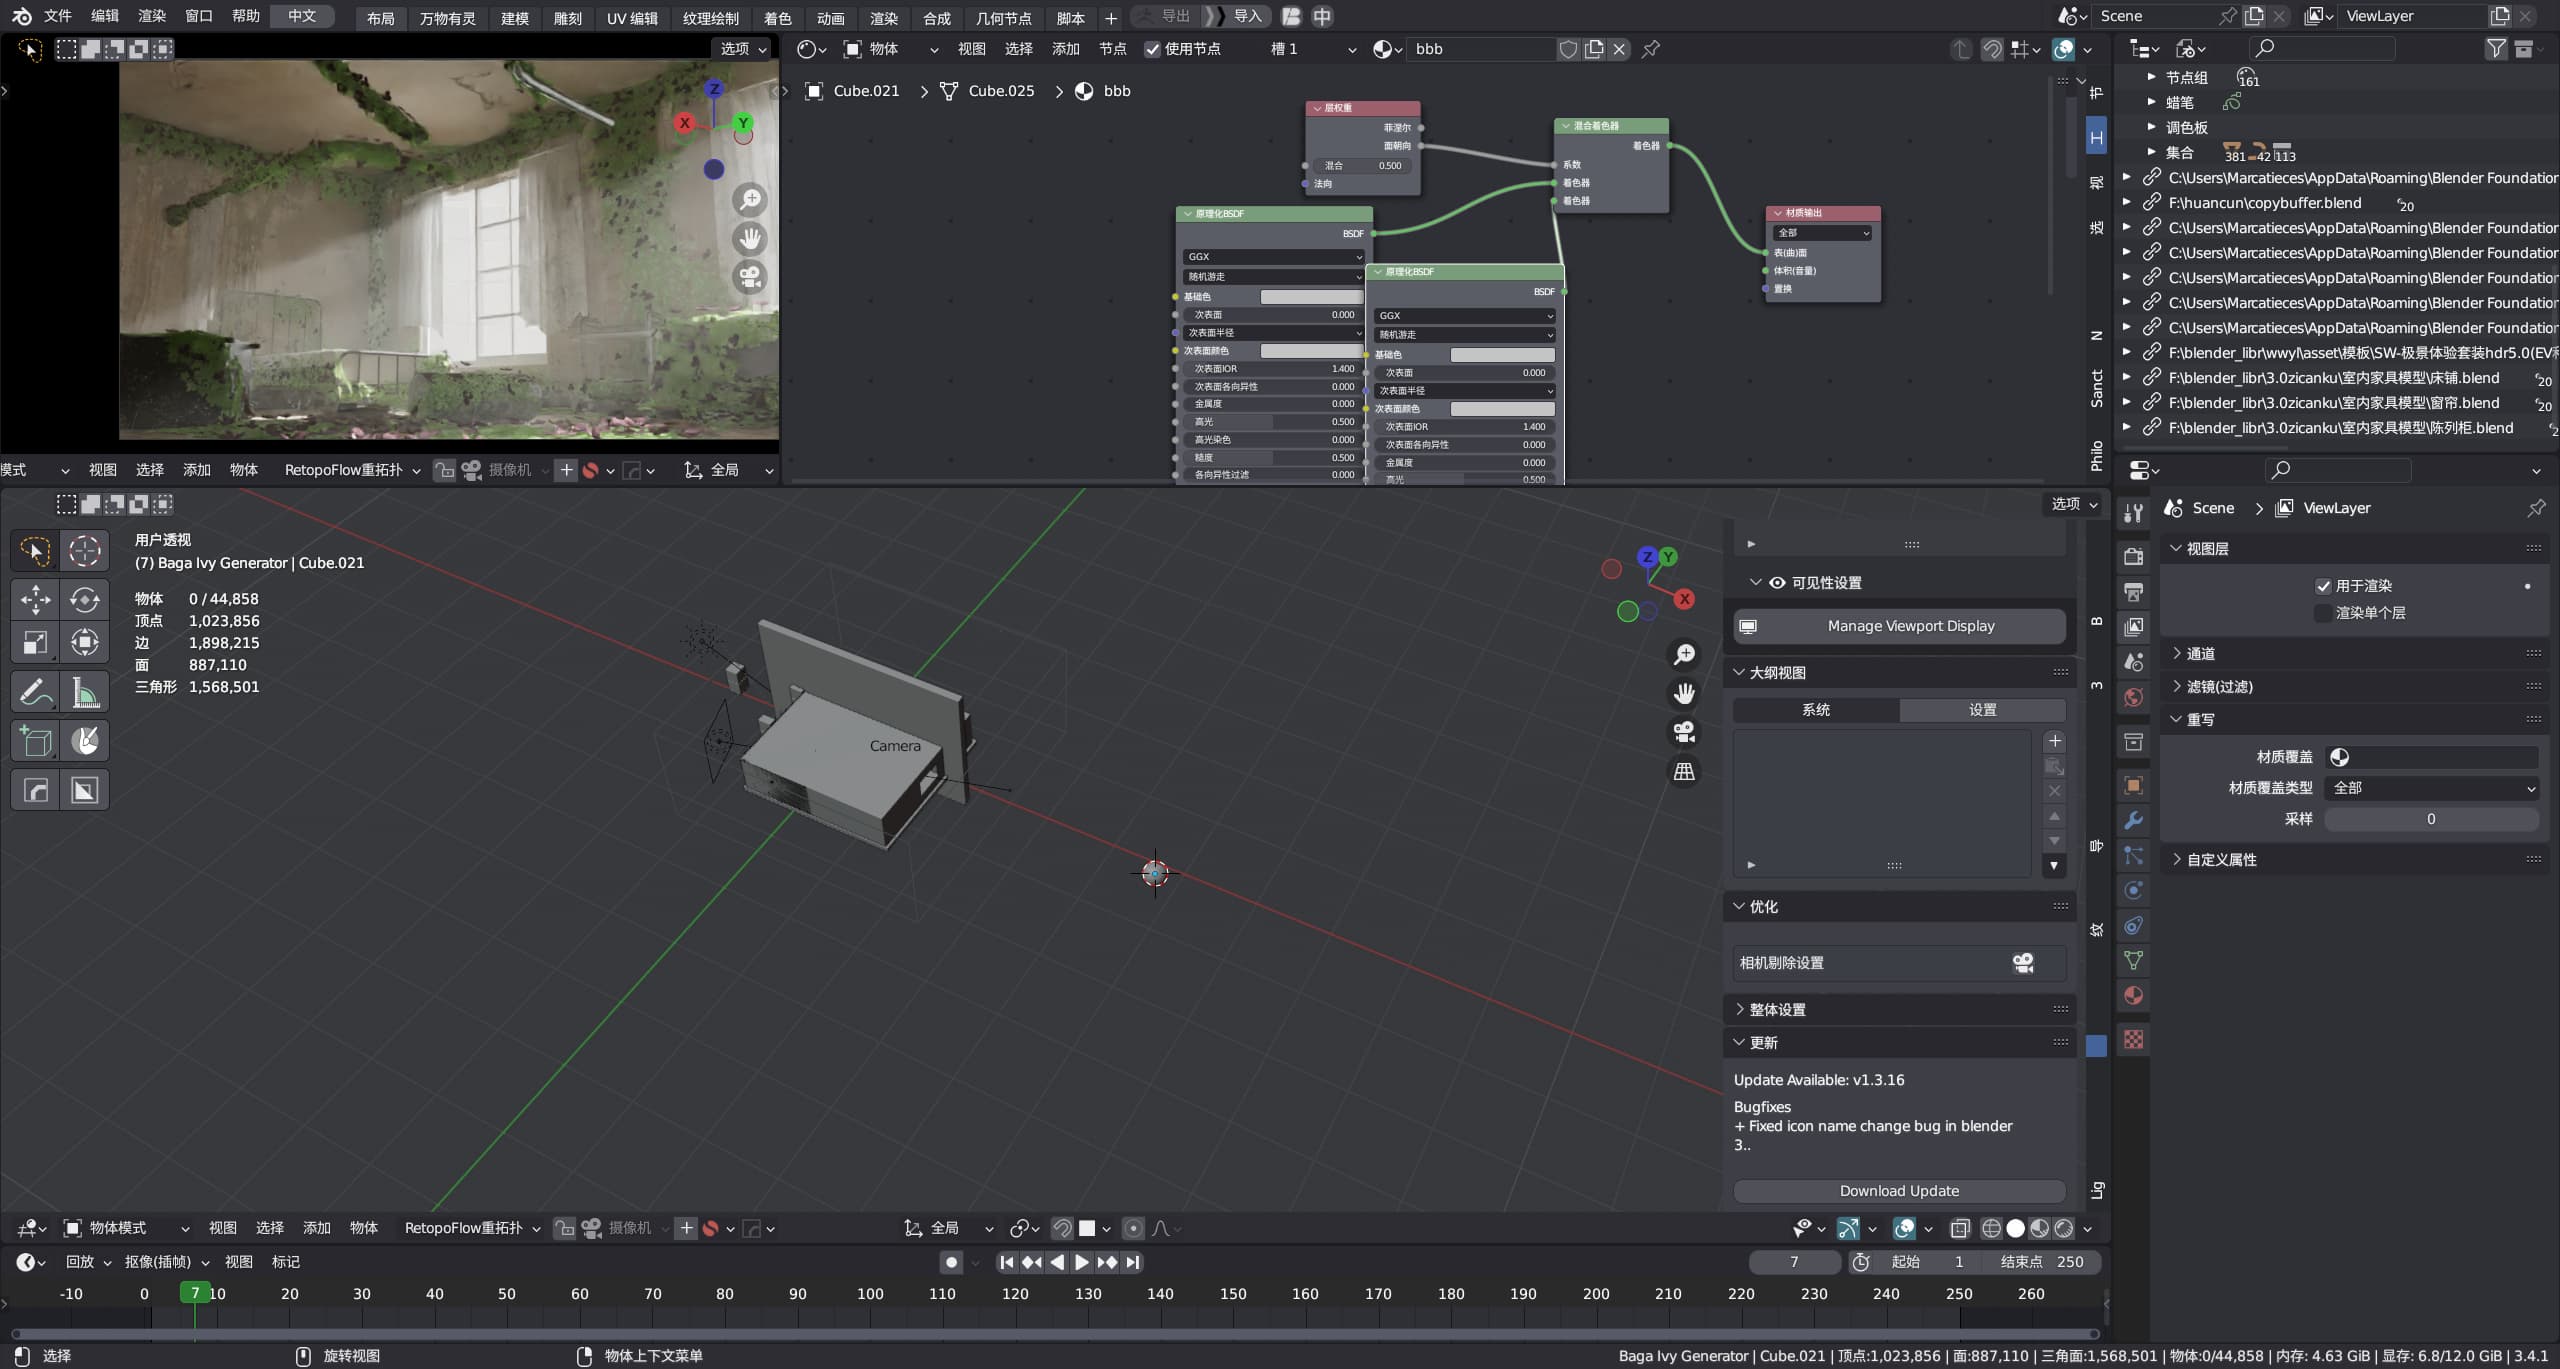 文件 编辑 渲染 窗口 帮助 中文 布局 万物有灵 建模 雕刻 UV 编辑 纹理绘制 着色 动画 渲染 合成 几何节点 脚本 + 导出 导入 中 Scene ViewLayer
选项
物体 视图 选择 添加 节点 使用节点 槽 1 bbb
Cube.021 Cube.025 bbb
Z
X
Y
层权重
菲涅尔
面朝向
混合 0.500
法向
混合着色器
着色器
系数
着色器
着色器
材质输出
全部
表(曲)面
体积(音量)
置换
原理化BSDF
BSDF
GGX
随机游走
基础色
次表面 0.000
次表面半径
次表面颜色
次表面IOR 1.400
次表面各向异性 0.000
金属度 0.000
高光 0.500
高光染色 0.000
糙度 0.500
各向异性过滤 0.000
原理化BSDF
BSDF
GGX
随机游走
基础色
次表面 0.000
次表面半径
次表面颜色
次表面IOR 1.400
次表面各向异性 0.000
金属度 0.000
高光 0.500
节
工
视
选
N
Sanct
Philo
节点组 161
蜡笔
调色板
集合 381 42 113
C:\Users\Marcatieces\AppData\Roaming\Blender Foundation
F:\huancun\copybuffer.blend 20
C:\Users\Marcatieces\AppData\Roaming\Blender Foundation
C:\Users\Marcatieces\AppData\Roaming\Blender Foundation
C:\Users\Marcatieces\AppData\Roaming\Blender Foundation
C:\Users\Marcatieces\AppData\Roaming\Blender Foundation
C:\Users\Marcatieces\AppData\Roaming\Blender Foundation
F:\blender_libr\wwyl\asset\模板\SW-极景体验套装hdr5.0(EV
F:\blender_libr\3.0zicanku\室内家具模型\床铺.blend 20
F:\blender_libr\3.0zicanku\室内家具模型\窗帘.blend 20
F:\blender_libr\3.0zicanku\室内家具模型\陈列柜.blend 2
模式 视图 选择 添加 物体 RetopoFlow重拓扑 摄像机 全局
选项
用户透视
(7) Baga Ivy Generator | Cube.021
物体 0 / 44,858
顶点 1,023,856
边 1,898,215
面 887,110
三角形 1,568,501
Camera
Z
Y
X
可见性设置
Manage Viewport Display
大纲视图
系统 设置
优化
相机剔除设置
整体设置
更新
Update Available: v1.3.16
Bugfixes
+ Fixed icon name change bug in blender
3..
Download Update
B
3
导
纹
Lig
Scene ViewLayer
视图层
用于渲染
渲染单个层
通道
滤镜(过滤)
重写
材质覆盖
材质覆盖类型 全部
采样 0
自定义属性
物体模式 视图 选择 添加 物体 RetopoFlow重拓扑 摄像机 全局
回放 抠像(插帧) 视图 标记 7 起始 1 结束点 250
-10 0 7 10 20 30 40 50 60 70 80 90 100 110 120 130 140 150 160 170 180 190 200 210 220 230 240 250 260
选择 旋转视图 物体上下文菜单 Baga Ivy Generator | Cube.021 | 顶点:1,023,856 | 面:887,110 | 三角面:1,568,501 | 物体:0/44,858 | 内存: 4.63 GiB | 显存: 6.8/12.0 GiB | 3.4.1